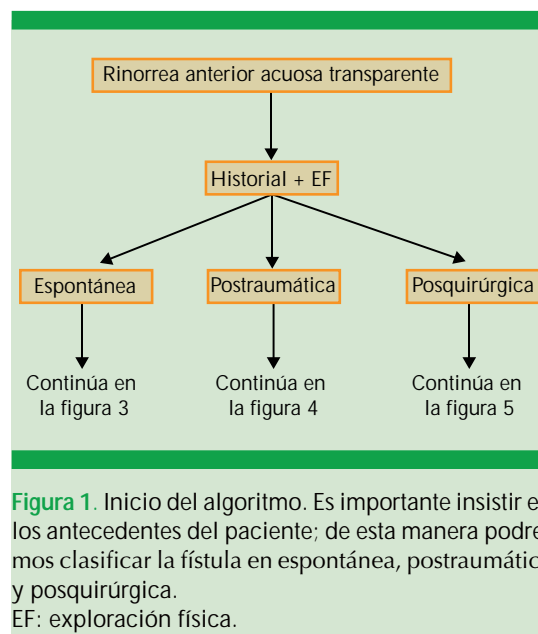 Rinorrea anterior acuosa transparente
Historial + EF
Espontánea
Postraumática
Posquirúrgica
Continúa en
la figura 3
Continúa en
la figura 4
Continúa en
la figura 5
Figura 1. Inicio del algoritmo. Es importante insistir e
los antecedentes del paciente; de esta manera podre
mos clasificar la fístula en espontánea, postraumátic
y posquirúrgica.
EF: exploración física.